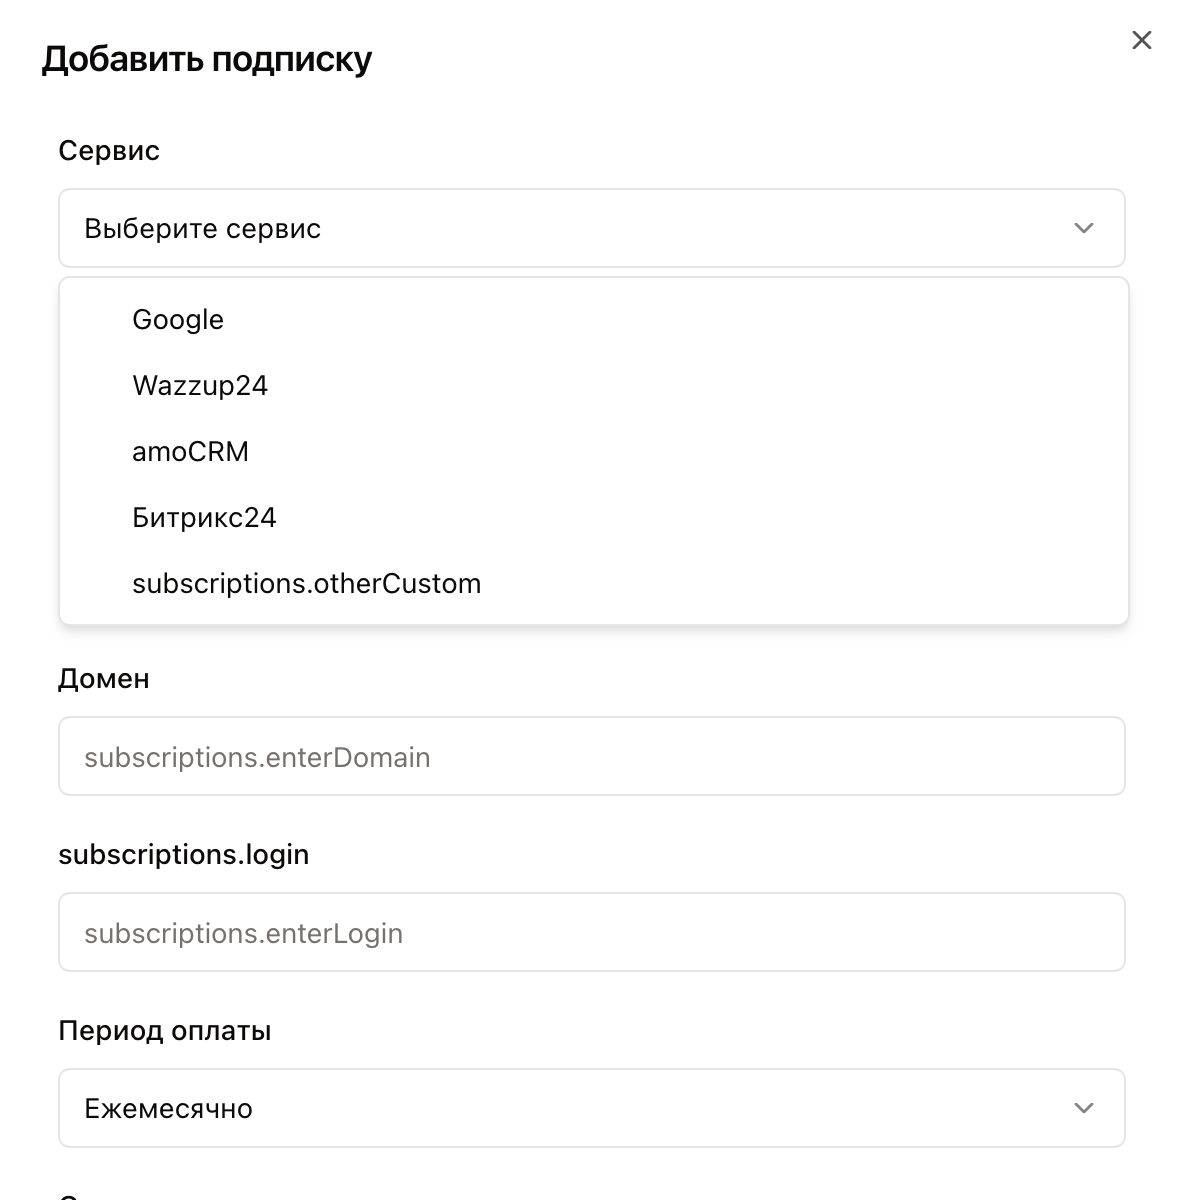 Добавить подписку
Сервис
Выберите сервис
Google
Wazzup24
amoCRM
Битрикс24
subscriptions.otherCustom
Домен
subscriptions.enterDomain
subscriptions.login
subscriptions.enterLogin
Период оплаты
Ежемесячно